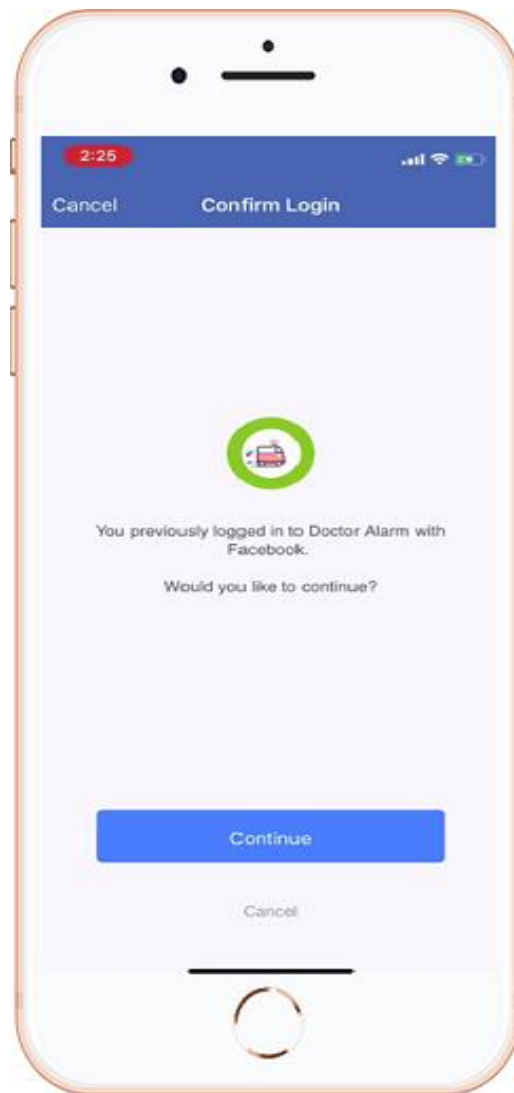 2:25
Cancel Confirm Login
You previously logged in to Doctor Alarm with
Facebook.
Would you like to continue?
Continue
Cancel